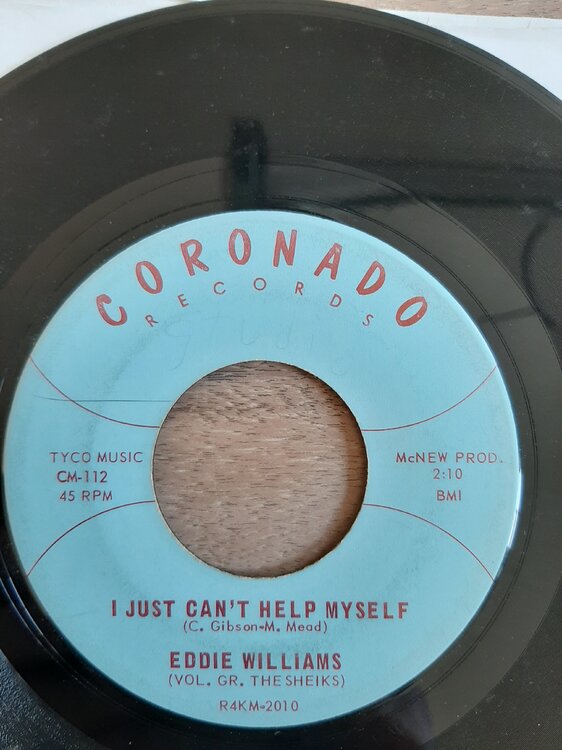 CORONADO
RECORDS
TYCO MUSIC
CM-112
45 RPM
McNEW PROD.
2:10
BMI
I JUST CAN'T HELP MYSELF
(C. Gibson-M. Mead)
EDDIE WILLIAMS
(VOL. GR. THE SHEIKS)
R4KM-2010